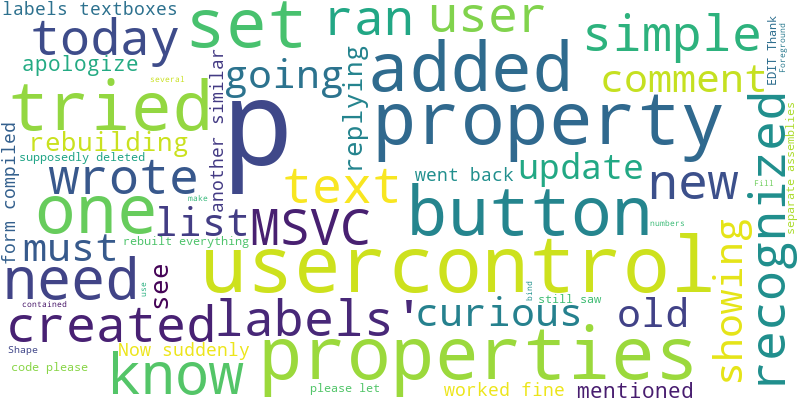 labels textboxes
today
set
ran
user
simple
EDIT Thank
Foreground
apologize
several
another similar
going
replying
added
comment
tried
p
property
recognized
separate assemblies
rebuilding
supposedly deleted
form compiled
wrote
make
text
went back
update
new
Fill
one
list
MSVC
button
numbers
must
rebuilt everything
usercontrol
showing
need
see
use
bind
still saw
contained
created
labels'
curious
old
Shape
Now suddenly
properties
code please
know
please let
worked fine
mentioned